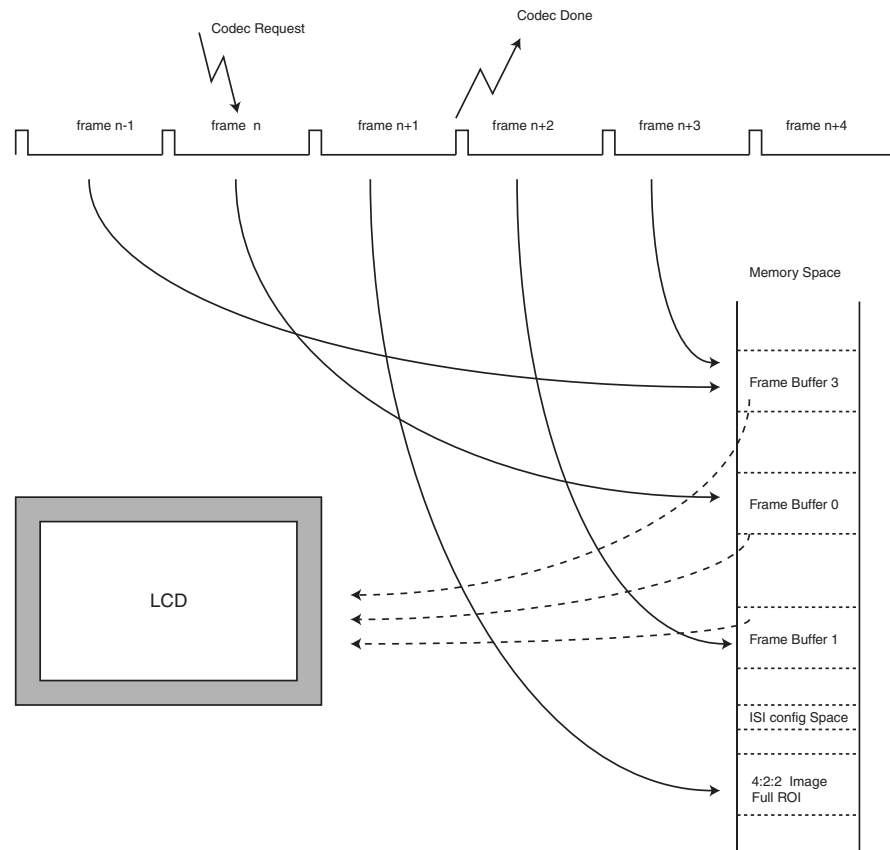 Codec Request
Codec Done
frame n-1
frame n
frame n+1
frame n+2
frame n+3
frame n+4
Memory Space
Frame Buffer 3
Frame Buffer 0
LCD
Frame Buffer 1
ISI config Space
4:2:2 Image
Full ROI